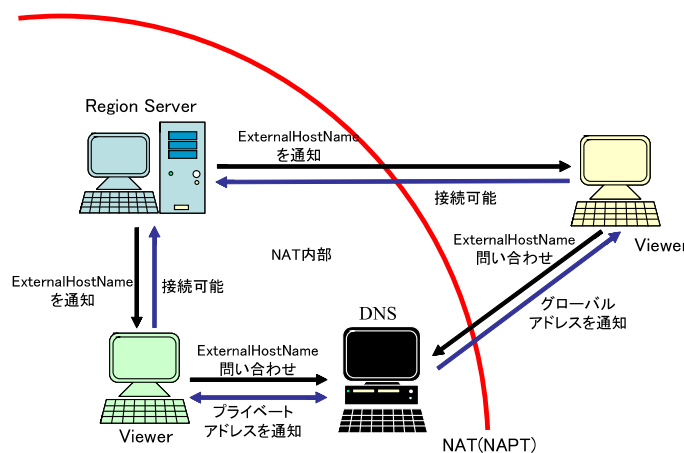 Region Server
ExternalHostName
を通知
接続可能
Viewer
ExternalHostName
問い合わせ
NAT内部
ExternalHostName
を通知
接続可能
グローバル
アドレスを通知
DNS
ExternalHostName
問い合わせ
プライベート
アドレスを通知
Viewer
NAT(NAPT)